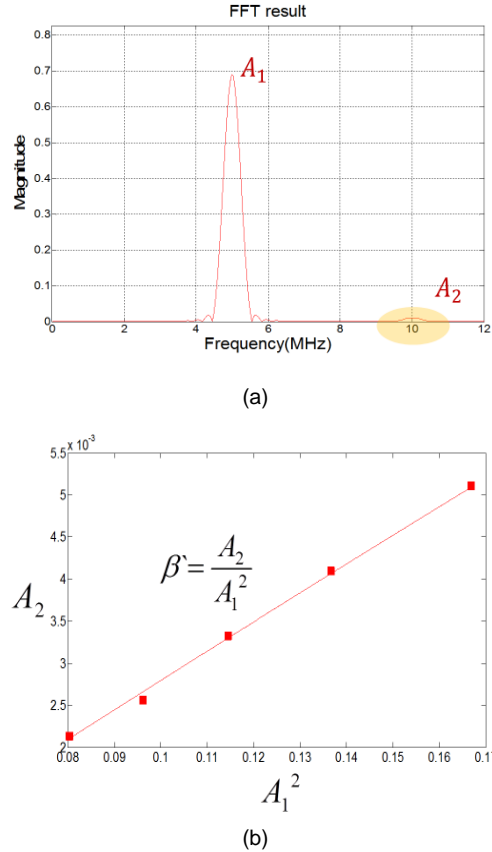 FFT result
0.8
0.7
0.6
0.5
0.4
0.3
0.2
0.1
0
Magnitude
A₁
A₂
0 2 4 6 8 10 12
Frequency(MHz)
(a)
5.5 x 10⁻³
5
4.5
4
3.5
3
2.5
2
A₂
β` = A₂ / A₁²
0.08 0.09 0.1 0.11 0.12 0.13 0.14 0.15 0.16 0.17
A₁²
(b)